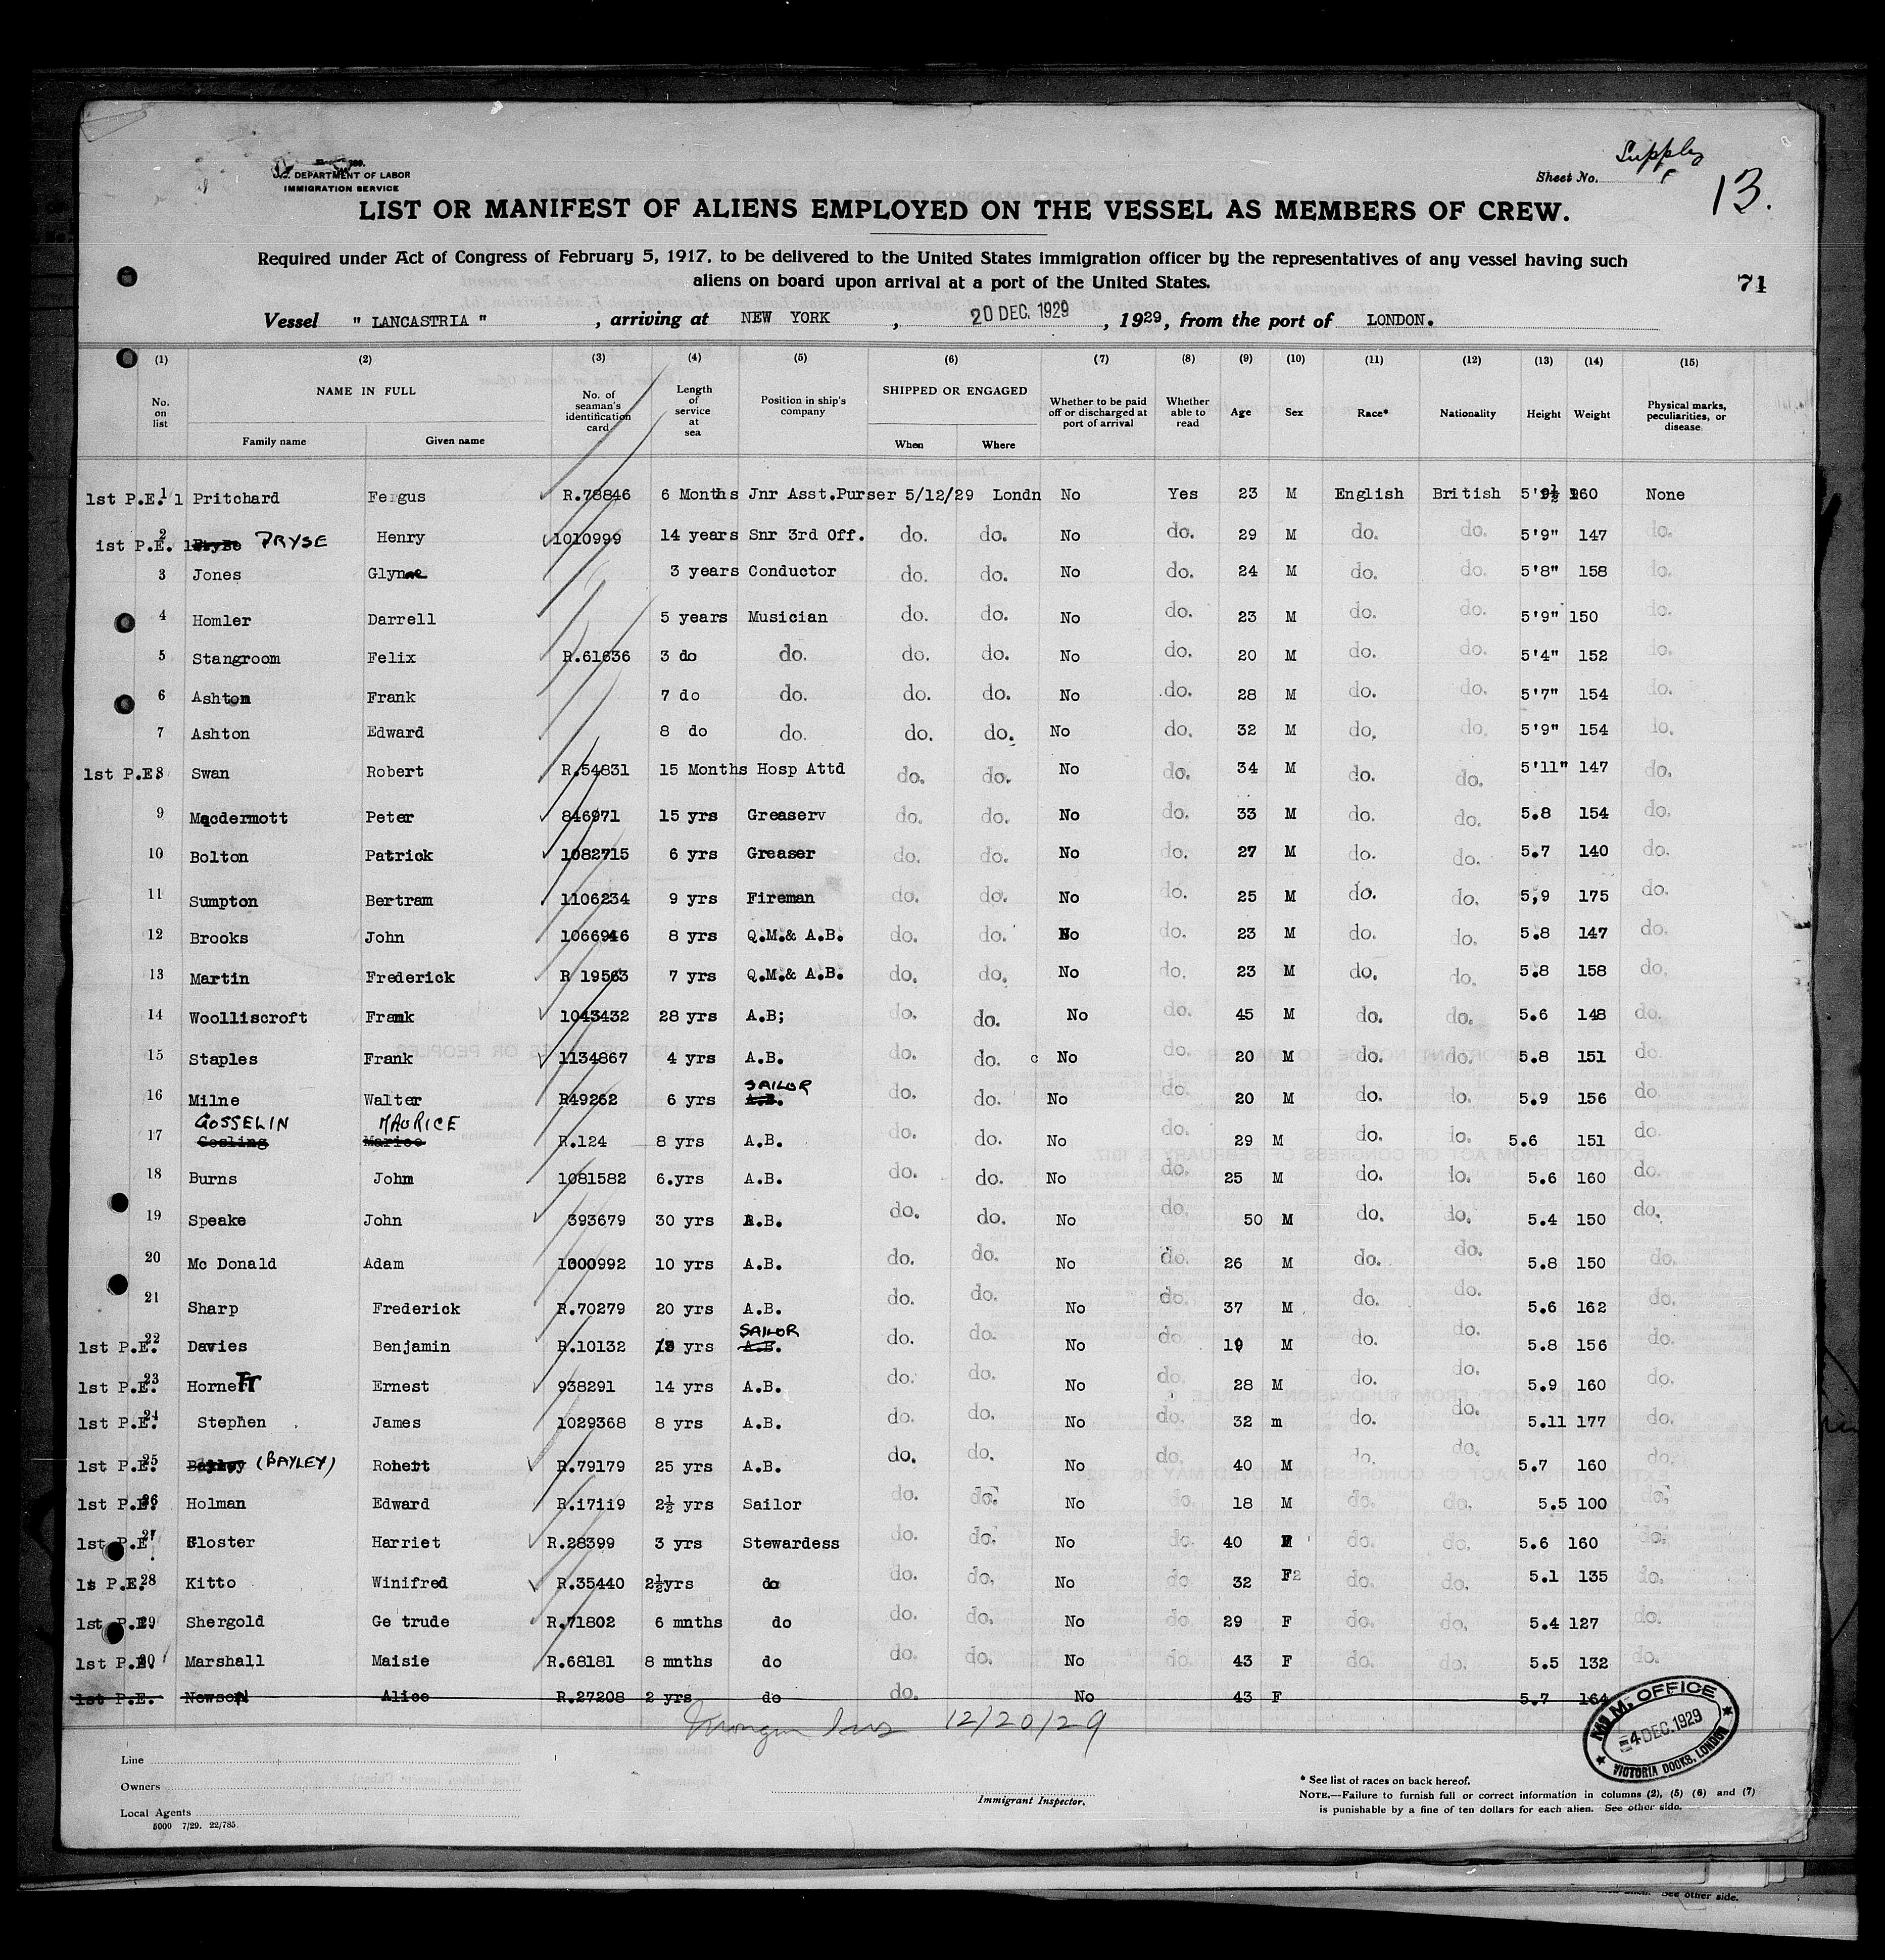 U.S. DEPARTMENT OF LABOR
IMMIGRATION SERVICE
Supply
Sheet No.
13.
LIST OR MANIFEST OF ALIENS EMPLOYED ON THE VESSEL AS MEMBERS OF CREW.
Required under Act of Congress of February 5, 1917, to be delivered to the United States immigration officer by the representatives of any vessel having such
aliens on board upon arrival at a port of the United States.
71
Vessel " LANCASTRIA " , arriving at NEW YORK , 20 DEC. 1929 , 1929, from the port of LONDON.
(1) (2) (3) (4) (5) (6) (7) (8) (9) (10) (11) (12) (13) (14) (15)
No. on list NAME IN FULL Family name Given name No. of seaman's identification card Length of service at sea Position in ship's company SHIPPED OR ENGAGED When Where Whether to be paid off or discharged at port of arrival Whether able to read Age Sex Race* Nationality Height Weight Physical marks, peculiarities, or disease.
1st P.E. 1 1 Pritchard Fergus R.78846 6 Months Jnr Asst.Purser 5/12/29 Londn No Yes 23 M English British 5'9½ 160 None
1st P.E. 2 PRYSE Henry 1010999 14 years Snr 3rd Off. do. do. No do. 29 M do. do. 5'9" 147 do.
3 Jones Glyn 3 years Conductor do. do. No do. 24 M do. do. 5'8" 158 do.
4 Homler Darrell 5 years Musician do. do. No do. 23 M do. do. 5'9" 150 do.
5 Stangroom Felix R.61636 3 do do. do. do. No do. 20 M do. do. 5'4" 152 do.
6 Ashton Frank 7 do do. do. do. No do. 28 M do. do. 5'7" 154 do.
7 Ashton Edward 8 do do. do. do. No do. 32 M do. do. 5'9" 154 do.
1st P.E. 8 Swan Robert R.54831 15 Months Hosp Attd do. do. No do. 34 M do. do. 5'11" 147 do.
9 Macdermott Peter 846971 15 yrs Greaserv do. do. No do. 33 M do. do. 5.8 154 do.
10 Bolton Patrick 1082715 6 yrs Greaser do. do. No do. 27 M do. do. 5.7 140 do.
11 Sumpton Bertram 1106234 9 yrs Fireman do. do. No do. 25 M do. do. 5,9 175 do.
12 Brooks John 1066946 8 yrs Q.M.& A.B. do. do. No do. 23 M do. do. 5.8 147 do.
13 Martin Frederick R 19563 7 yrs Q.M.& A.B. do. do. No do. 23 M do. do. 5.8 158 do.
14 Woolliscroft Frank 1043432 28 yrs A.B; do. do. No do. 45 M do. do. 5.6 148 do.
15 Staples Frank 1134867 4 yrs A.B. do. do. c No do. 20 M do. do. 5.8 151 do.
16 Milne Walter R49262 6 yrs A.B. SAILOR do. do. No do. 20 M do. do. 5.9 156 do.
GOSSELIN MAURICE
17 Gosling Marice R.124 8 yrs A.B. do. do. No do. 29 M do. do. 5.6 151 do.
18 Burns John 1081582 6.yrs A.B. do. do. No do. 25 M do. do. 5.6 160 do.
19 Speake John 393679 30 yrs A.B. do. do. No do. 50 M do. do. 5.4 150 do.
20 Mc Donald Adam 1000992 10 yrs A.B. do. do. No do. 26 M do. do. 5.8 150 do.
21 Sharp Frederick R.70279 20 yrs A.B. do. do. No do. 37 M do. do. 5.6 162 do.
1st P.E. 22 Davies Benjamin R.10132 yrs A.B. SAILOR do. do. No do. 19 M do. do. 5.8 156 do.
1st P.E. 23 HorneTT Ernest 938291 14 yrs A.B. do. do. No do. 28 M do. do. 5.9 160 do.
1st P.E. 24 Stephen James 1029368 8 yrs A.B. do. do. No do. 32 m do. do. 5.11 177 do.
1st P.E. 25 (BAYLEY) Robert R.79179 25 yrs A.B. do. do. No do. 40 M do. do. 5.7 160 do.
1st P.E. 26 Holman Edward R.17119 2½ yrs Sailor do. do. No do. 18 M do. do. 5.5 100 do.
1st P.E. 27 Closter Harriet R.28399 3 yrs Stewardess do. do. No do. 40 F do. do. 5.6 160 do.
1s P.E. 28 Kitto Winifred R.35440 2½yrs do do. do. No do 32 F2 do. do. 5.1 135 do.
1st P.E. 29 Shergold Ge trude R.71802 6 mnths do do. do. No do 29 F do. do. 5.4 127 do.
1st P.E. 30 Marshall Maisie R.68181 8 mnths do do. do. No do. 43 F do. do. 5.5 132 do.
1st P.E. Newson Alice R.27208 2 yrs do do. No 43 F 5.7 164
12/20/29
M.M. OFFICE
4 DEC. 1929
VICTORIA DOCKS, LONDON
Line
Owners
Local Agents
5000 7/29. 22/785
Immigrant Inspector.
* See list of races on back hereof.
NOTE.—Failure to furnish full or correct information in columns (2), (5) (6) and (7)
is punishable by a fine of ten dollars for each alien. See other side.
See other side.